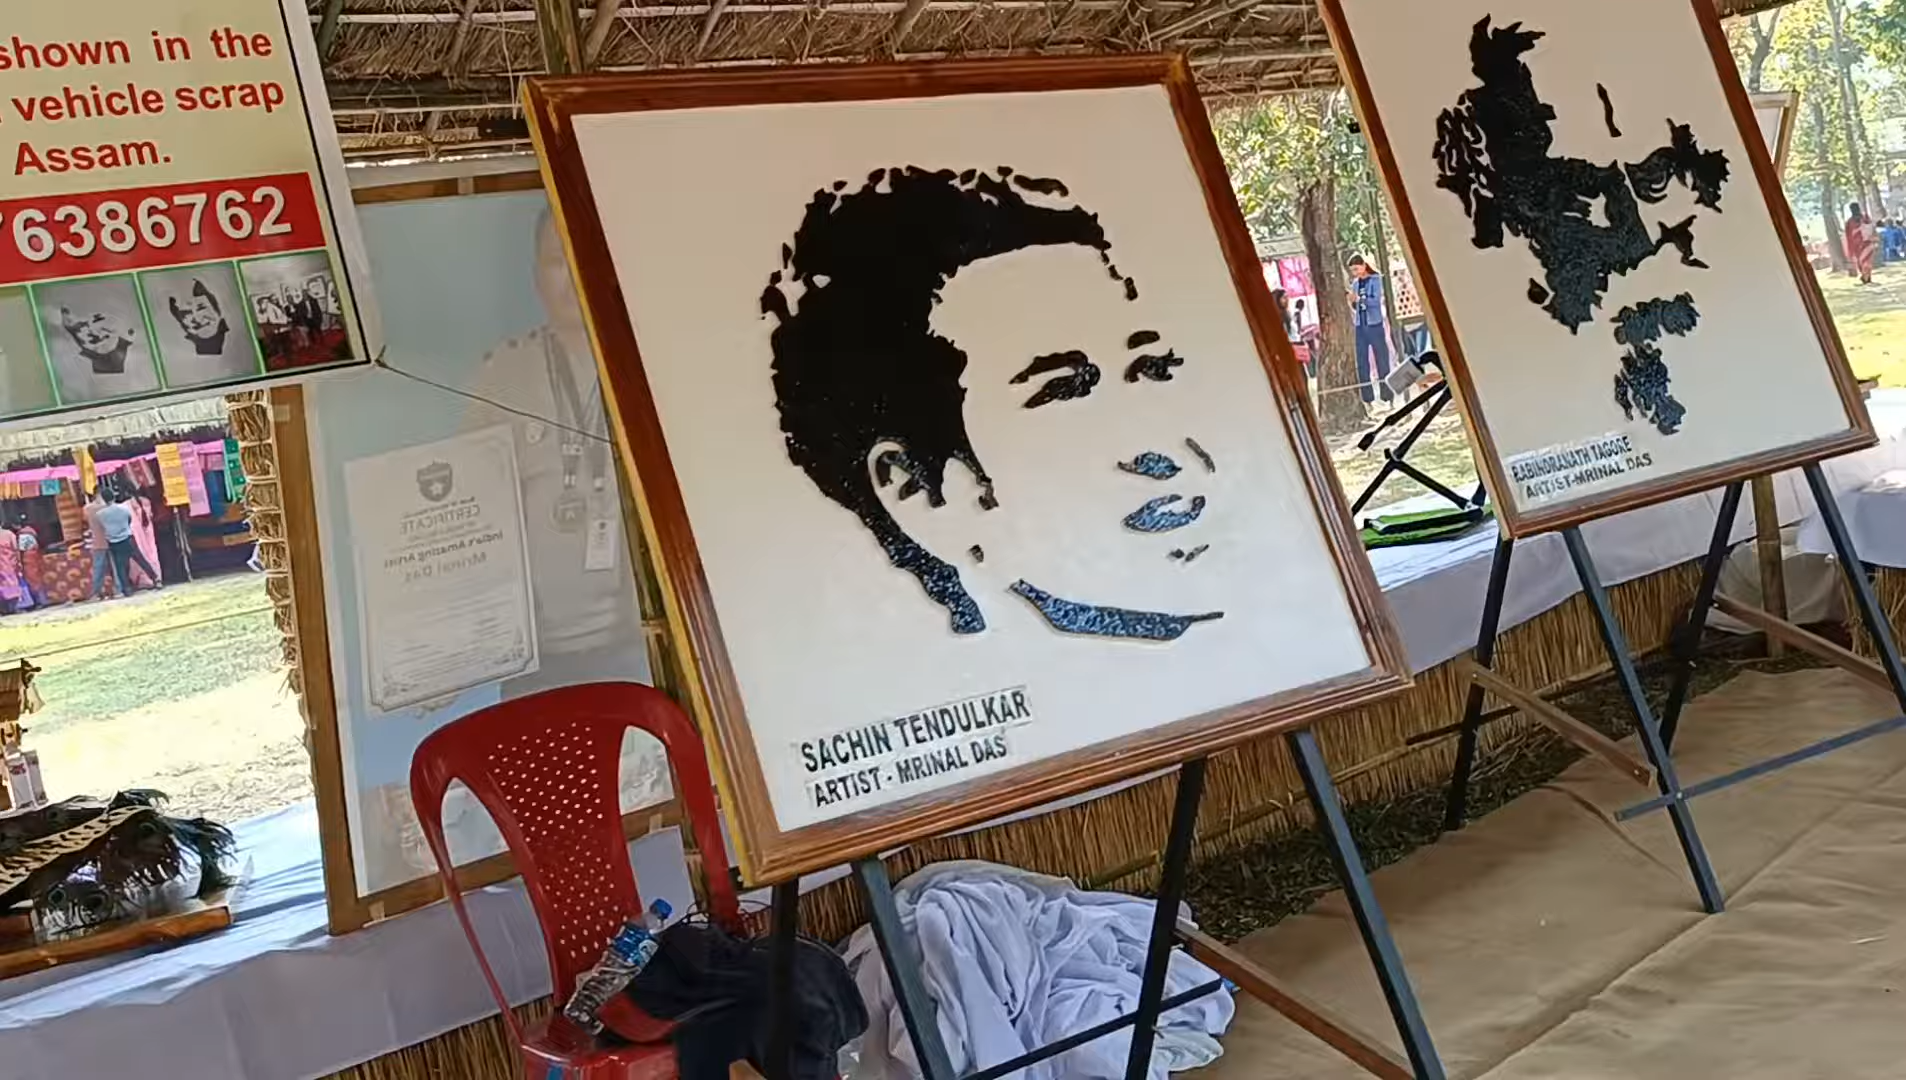 shown in the
vehicle scrap
Assam.
6386762
CERTIFICATE
India's Amazing Artist
Mrinal Das
SACHIN TENDULKAR
ARTIST - MRINAL DAS
RABINDRANATH TAGORE
ARTIST-MRINAL DAS